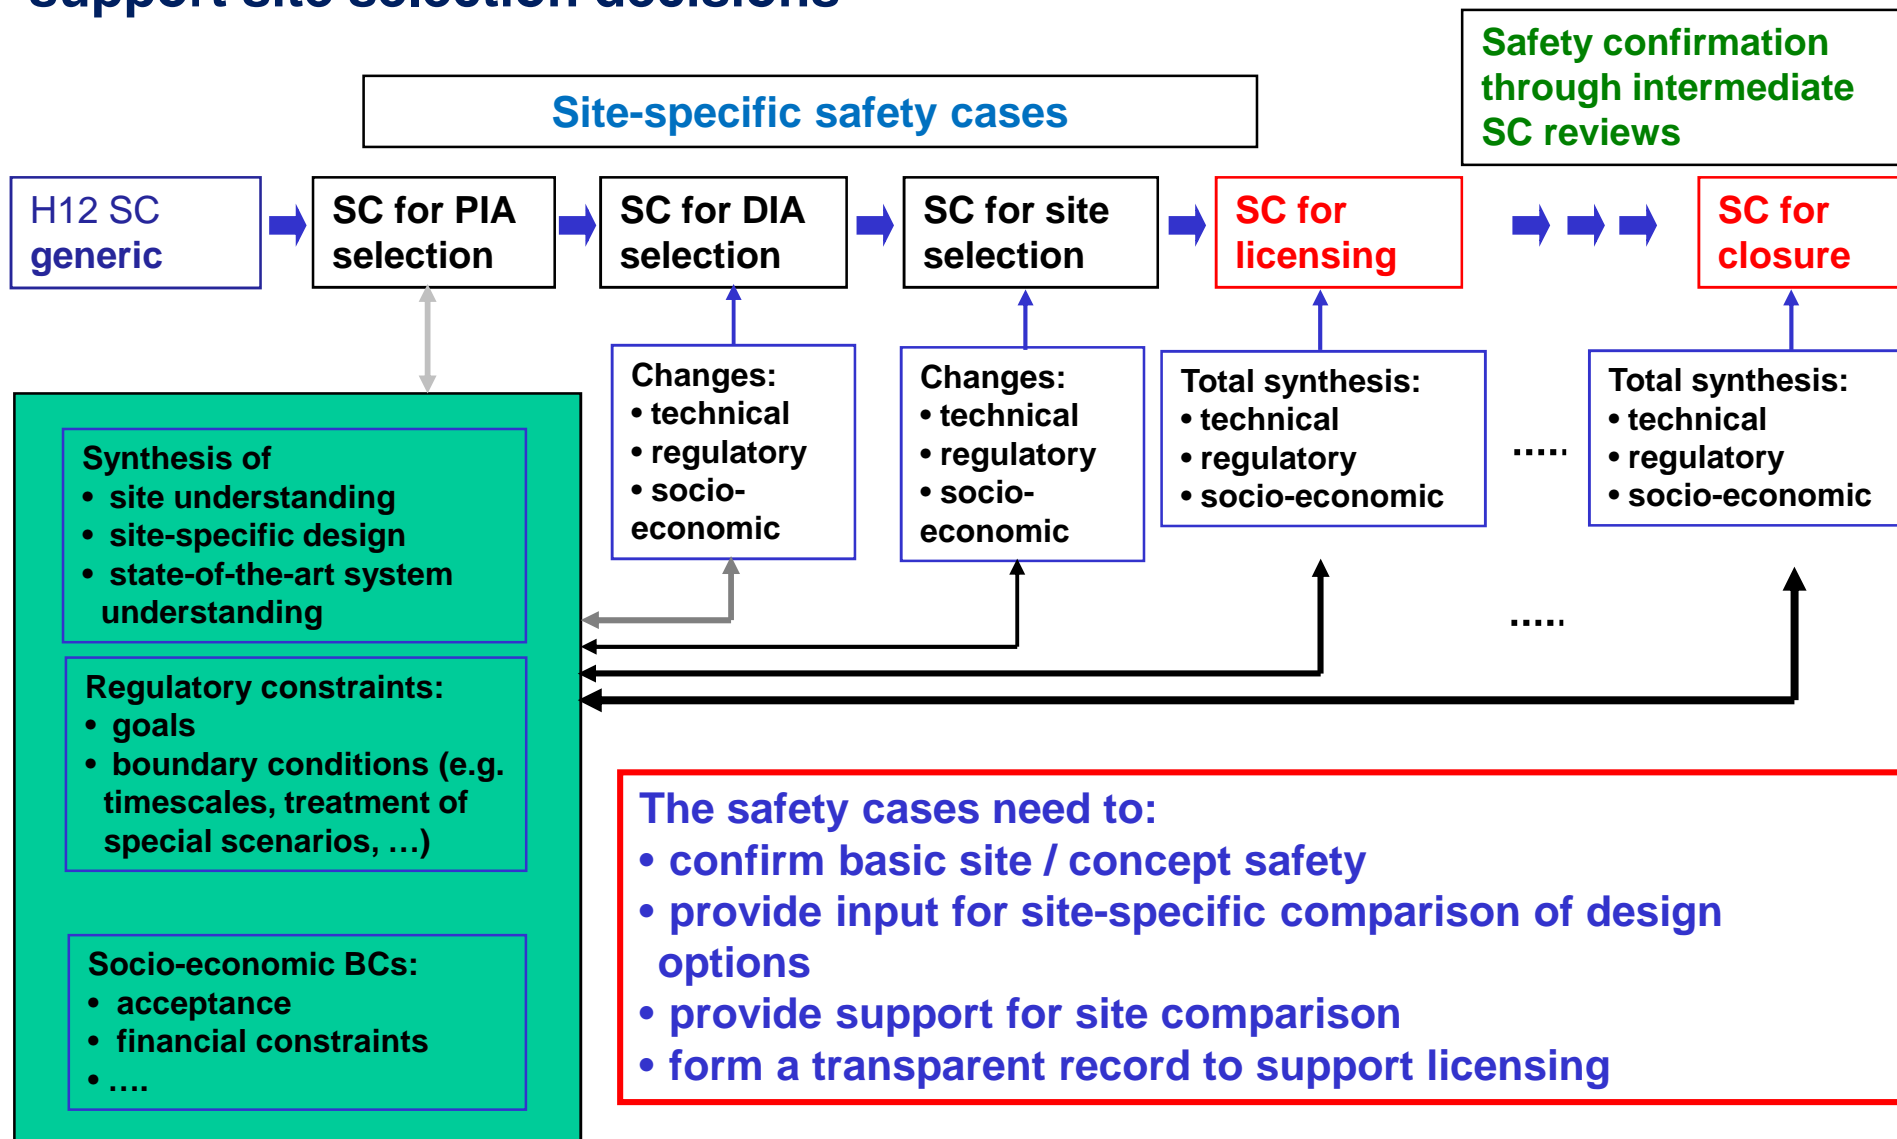 support site selection decisions
Safety confirmation
through intermediate
SC reviews
Site-specific safety cases
H12 SC
generic
SC for PIA
selection
SC for DIA
selection
SC for site
selection
SC for
licensing
SC for
closure
Changes:
• technical
• regulatory
• socio-
economic
Changes:
• technical
• regulatory
• socio-
economic
Total synthesis:
• technical
• regulatory
• socio-economic
.....
Total synthesis:
• technical
• regulatory
• socio-economic
.....
Synthesis of
• site understanding
• site-specific design
• state-of-the-art system
understanding
Regulatory constraints:
• goals
• boundary conditions (e.g.
timescales, treatment of
special scenarios, …)
Socio-economic BCs:
• acceptance
• financial constraints
• ….
The safety cases need to:
• confirm basic site / concept safety
• provide input for site-specific comparison of design
options
• provide support for site comparison
• form a transparent record to support licensing